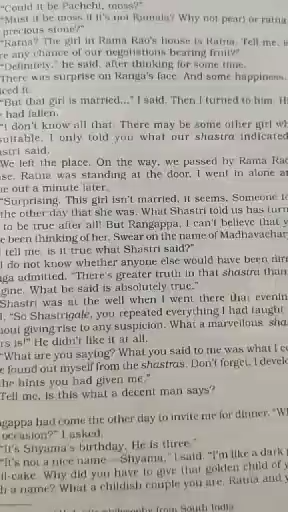 "Could it be Pachchi, moss?"
"Must it be moss if it's not Kamala? Why not pearl or ratna
precious stone?"
"Ratna? The girl in Rama Rao's house is Ratna. Tell me, is
re any chance of our negotiations bearing fruit?"
"Definitely," he said, after thinking for some time.
There was surprise on Ranga's face. And some happiness.
iced it.
"But that girl is married..." I said. Then I turned to him. Hi
had fallen.
"I don't know all that. There may be some other girl wh
suitable. I only told you what our shastra indicated
stri said.
We left the place. On the way, we passed by Rama Rao
se. Ratna was standing at the door. I went in alone an
e out a minute later.
"Surprising. This girl isn't married, it seems. Someone to
the other day that she was. What Shastri told us has turn
to be true after all! But Rangappa, I can't believe that y
e been thinking of her. Swear on the name of Madhavachar
tell me, is it true what Shastri said?"
I do not know whether anyone else would have been dire
nga admitted. "There's greater truth in that shastra than
gine. What he said is absolutely true."
Shastri was at the well when I went there that evenin
"So Shastrigale, you repeated everything I had taught
hout giving rise to any suspicion. What a marvellous sha
rs is!" He didn't like it at all.
"What are you saying? What you said to me was what I co
e found out myself from the shastras. Don't forget, I develo
the hints you had given me."
Tell me, is this what a decent man says?
gappa had come the other day to invite me for dinner. "Wh
occasion?" I asked.
"It's Shyama's birthday. He is three."
"It's not a nice name — Shyama," I said. "I'm like a dark
il-cake. Why did you have to give that golden child of y
h a name? What a childish couple you are, Ratna and y
from South India